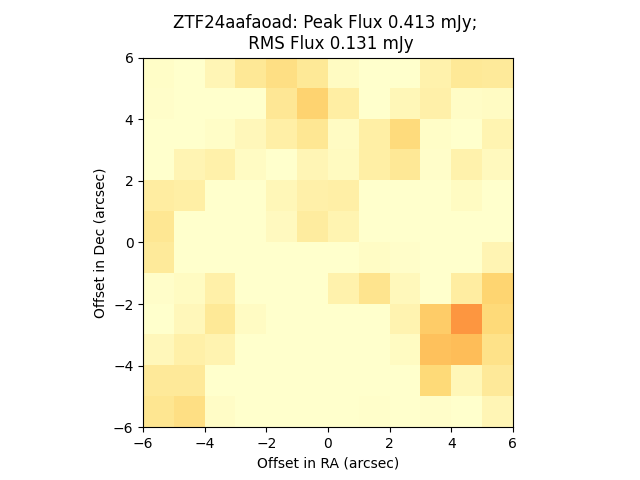 ZTF24aafaoad: Peak Flux 0.413 mJy;
RMS Flux 0.131 mJy
6
4
2
0
−2
−4
−6
Offset in Dec (arcsec)
−6 −4 −2 0 2 4 6
Offset in RA (arcsec)